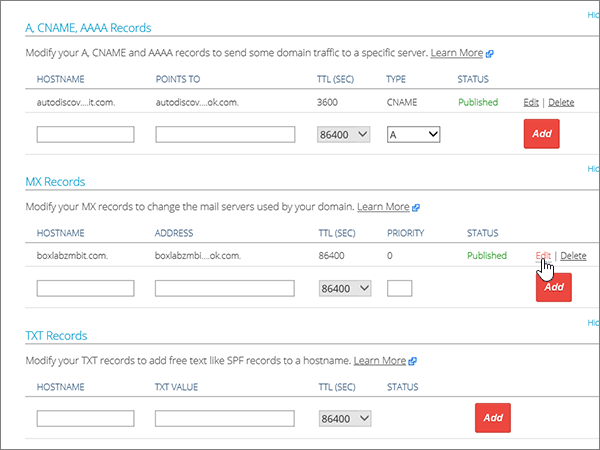 Hid
A, CNAME, AAAA Records
Modify your A, CNAME and AAAA records to send some domain traffic to a specific server. Learn More
HOSTNAME POINTS TO TTL (SEC) TYPE STATUS
autodiscov....it.com. autodiscov....ok.com. 3600 CNAME Published Edit | Delete
86400 A Add
Hid
MX Records
Modify your MX records to change the mail servers used by your domain. Learn More
HOSTNAME ADDRESS TTL (SEC) PRIORITY STATUS
boxlabzmbit.com. boxlabzmbi....ok.com. 86400 0 Published Edit | Delete
86400 Add
Hid
TXT Records
Modify your TXT records to add free text like SPF records to a hostname. Learn More
HOSTNAME TXT VALUE TTL (SEC) STATUS
86400 Add